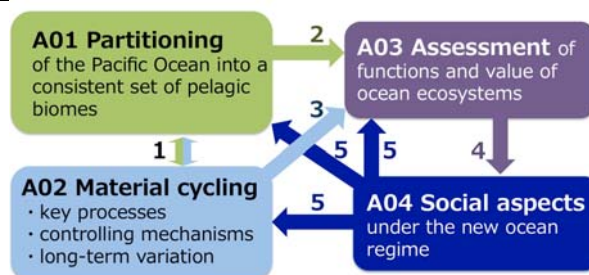 A01 Partitioning
of the Pacific Ocean into a
consistent set of pelagic
biomes
2
A03 Assessment of
functions and value of
ocean ecosystems
1
3
5
5
4
A02 Material cycling
・key processes
・controlling mechanisms
・long-term variation
5
A04 Social aspects
under the new ocean
regime